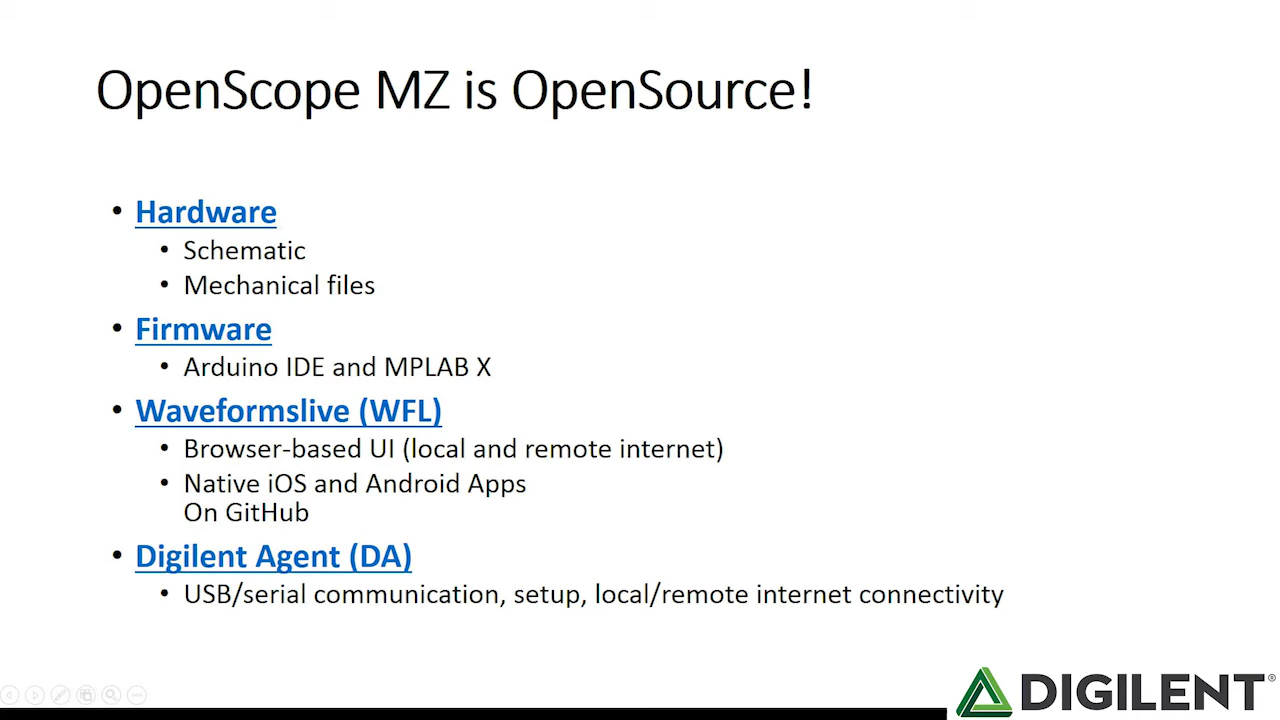 OpenScope MZ is OpenSource!
• Hardware
• Schematic
• Mechanical files
• Firmware
• Arduino IDE and MPLAB X
• Waveformslive (WFL)
• Browser-based UI (local and remote internet)
• Native iOS and Android Apps
On GitHub
• Digilent Agent (DA)
• USB/serial communication, setup, local/remote internet connectivity
DIGILENT®